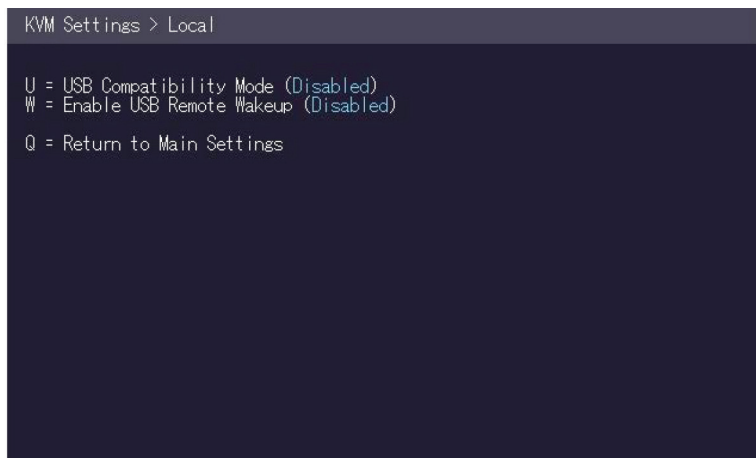 KVM Settings > Local
U = USB Compatibility Mode (Disabled)
W = Enable USB Remote Wakeup (Disabled)
Q = Return to Main Settings